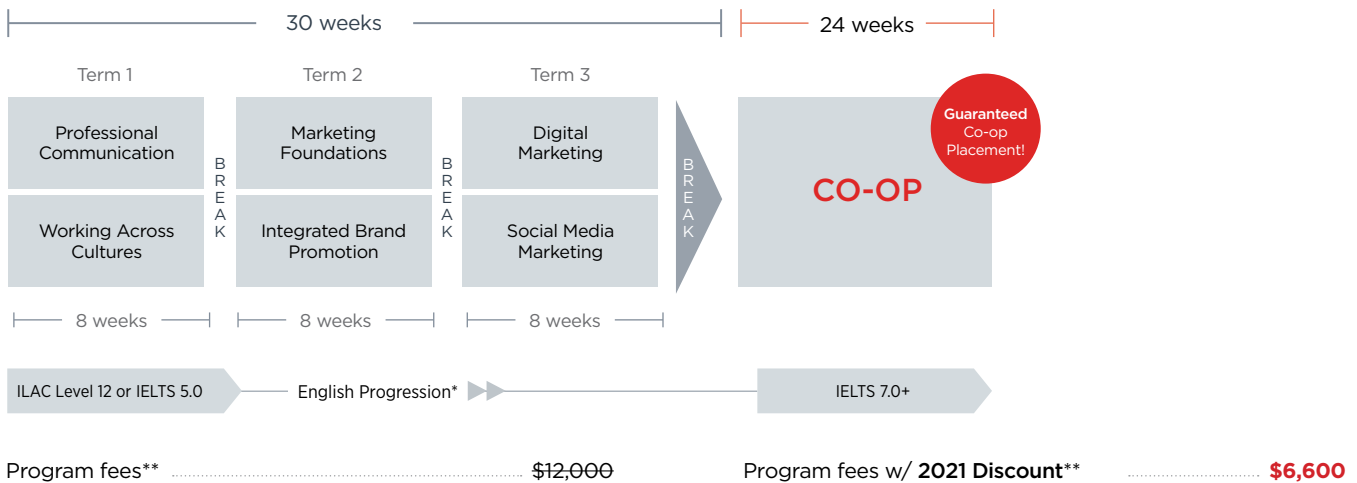 30 weeks
24 weeks
Term 1
Term 2
Term 3
Professional
Communication
Working Across
Cultures
BREAK
Marketing
Foundations
Integrated Brand
Promotion
BREAK
Digital
Marketing
Social Media
Marketing
BREAK
CO-OP
Guaranteed
Co-op
Placement!
8 weeks
8 weeks
8 weeks
ILAC Level 12 or IELTS 5.0
English Progression*
IELTS 7.0+
Program fees** $12,000
Program fees w/ 2021 Discount** $6,600